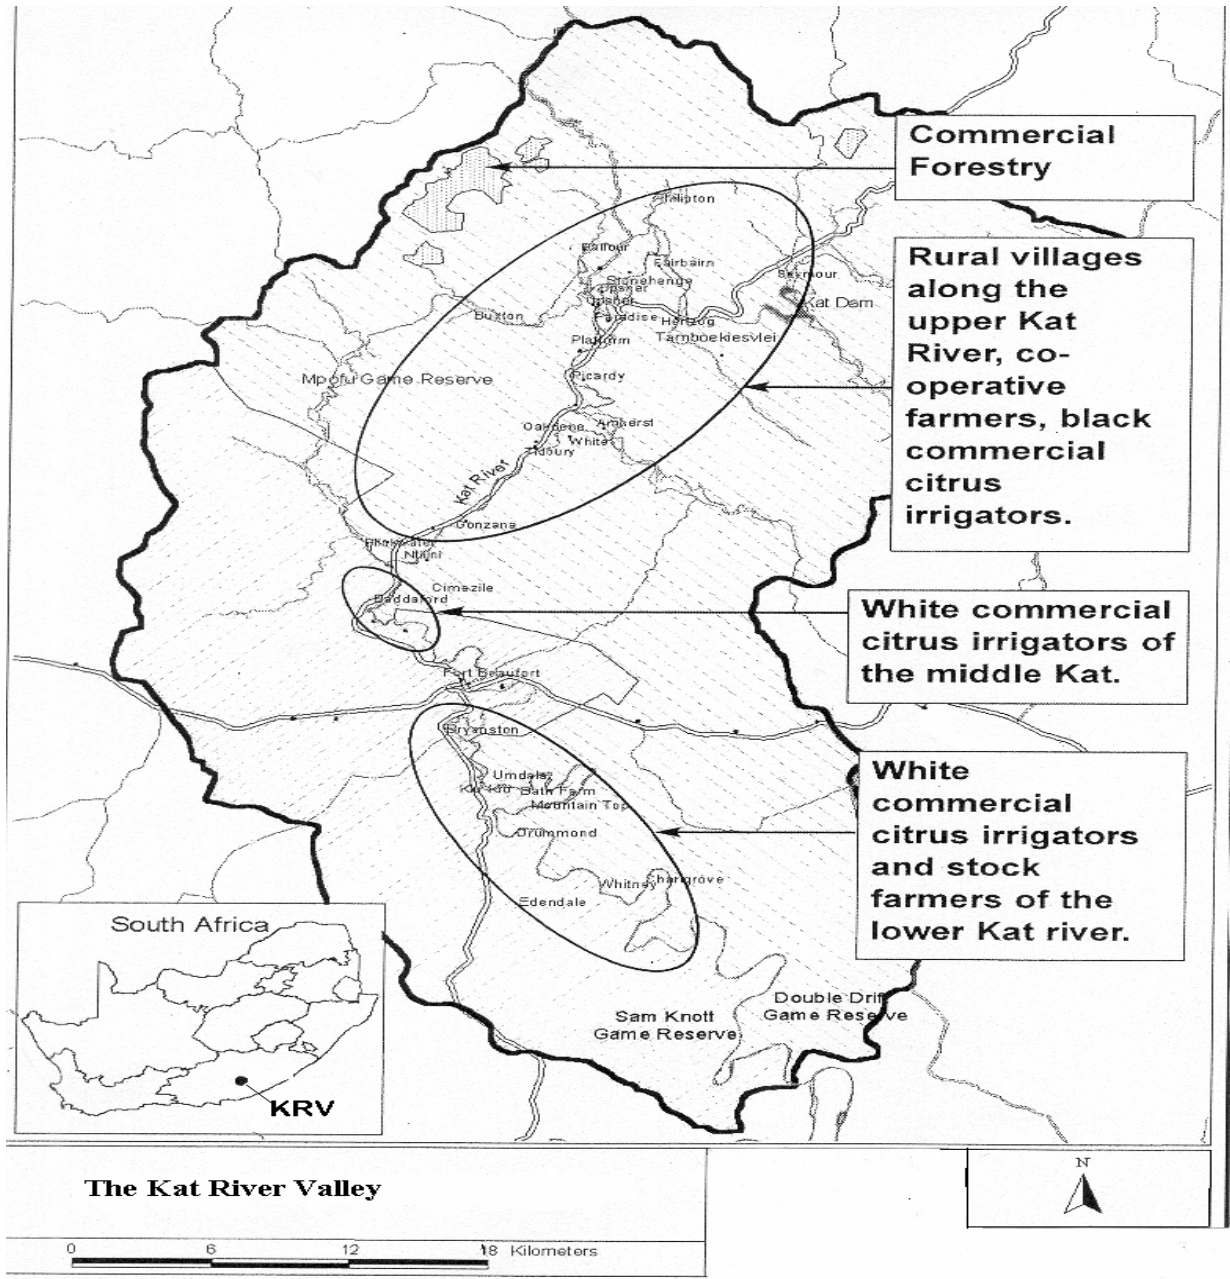 Commercial
Forestry
Rural villages
along the
upper Kat
River, co-
operative
farmers, black
commercial
citrus
irrigators.
White commercial
citrus irrigators of
the middle Kat.
White
commercial
citrus irrigators
and stock
farmers of the
lower Kat river.
Balfour
Fairbairn
Stonehenge
Seymour
Kat Dam
Buxton
Paradise
Hertzog
Tamboekiesvlei
Platform
Picardy
Mpofu Game Reserve
Amherst
White
Kat River
Gonzana
Cimezile
Daddaford
Fort Beaufort
Bryanston
Bath Farm
Mountain Top
Drummond
Whitney
Edendale
Sam Knott
Game Reserve
Double Drift
Game Reserve
South Africa
KRV
The Kat River Valley
0 6 12 18 Kilometers
N